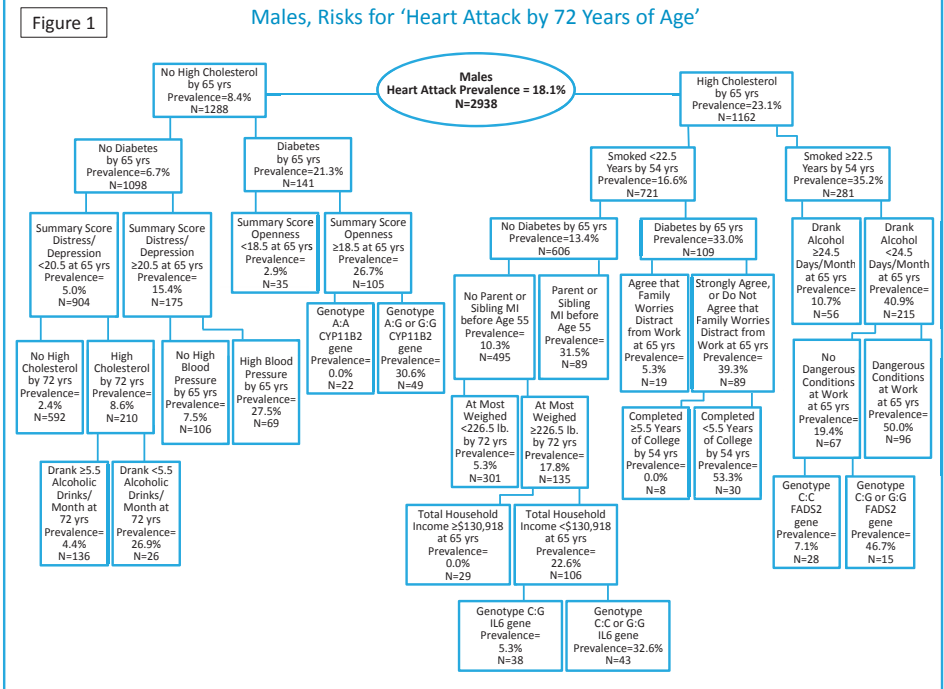 Figure 1
Males, Risks for ‘Heart Attack by 72 Years of Age’
Males
Heart Attack Prevalence = 18.1%
N=2938
No High Cholesterol
by 65 yrs
Prevalence=8.4%
N=1288
High Cholesterol
by 65 yrs
Prevalence=23.1%
N=1162
No Diabetes
by 65 yrs
Prevalence=6.7%
N=1098
Diabetes
by 65 yrs
Prevalence=21.3%
N=141
Smoked <22.5
Years by 54 yrs
Prevalence=16.6%
N=721
Smoked ≥22.5
Years by 54 yrs
Prevalence=35.2%
N=281
Summary Score
Distress/
Depression
<20.5 at 65 yrs
Prevalence=
5.0%
N=904
Summary Score
Distress/
Depression
≥20.5 at 65 yrs
Prevalence=
15.4%
N=175
Summary Score
Openness
<18.5 at 65 yrs
Prevalence=
2.9%
N=35
Summary Score
Openness
≥18.5 at 65 yrs
Prevalence=
26.7%
N=105
No Diabetes by 65 yrs
Prevalence=13.4%
N=606
Diabetes by 65 yrs
Prevalence=33.0%
N=109
Drank
Alcohol
≥24.5
Days/Month
at 65 yrs
Prevalence=
10.7%
N=56
Drank
Alcohol
<24.5
Days/Month
at 65 yrs
Prevalence=
40.9%
N=215
No High
Cholesterol
by 72 yrs
Prevalence=
2.4%
N=592
High
Cholesterol
by 72 yrs
Prevalence=
8.6%
N=210
No High
Blood
Pressure
by 65 yrs
Prevalence=
7.5%
N=106
High Blood
Pressure
by 65 yrs
Prevalence=
27.5%
N=69
Genotype
A:A
CYP11B2
gene
Prevalence=
0.0%
N=22
Genotype
A:G or G:G
CYP11B2
gene
Prevalence=
30.6%
N=49
No Parent or
Sibling MI
before Age 55
Prevalence=
10.3%
N=495
Parent or
Sibling
MI before
Age 55
Prevalence=
31.5%
N=89
Agree that
Family
Worries
Distract
from Work
at 65 yrs
Prevalence=
5.3%
N=19
Strongly Agree,
or Do Not
Agree that
Family Worries
Distract from
Work at 65 yrs
Prevalence=
39.3%
N=89
No
Dangerous
Conditions
at Work
at 65 yrs
Prevalence=
19.4%
N=67
Dangerous
Conditions
at Work
at 65 yrs
Prevalence=
50.0%
N=96
Drank ≥5.5
Alcoholic
Drinks/
Month at
72 yrs
Prevalence=
4.4%
N=136
Drank <5.5
Alcoholic
Drinks/
Month at
72 yrs
Prevalence=
26.9%
N=26
At Most
Weighed
<226.5 lb.
by 72 yrs
Prevalence=
5.3%
N=301
At Most
Weighed
≥226.5 lb.
by 72 yrs
Prevalence=
17.8%
N=135
Completed
≥5.5 Years
of College
by 54 yrs
Prevalence=
0.0%
N=8
Completed
<5.5 Years
of College
by 54 yrs
Prevalence=
53.3%
N=30
Genotype
C:C
FADS2
gene
Prevalence=
7.1%
N=28
Genotype
C:G or G:G
FADS2
gene
Prevalence=
46.7%
N=15
Total Household
Income ≥$130,918
at 65 yrs
Prevalence=
0.0%
N=29
Total Household
Income <$130,918
at 65 yrs
Prevalence=
22.6%
N=106
Genotype C:G
IL6 gene
Prevalence=
5.3%
N=38
Genotype
C:C or G:G
IL6 gene
Prevalence=32.6%
N=43